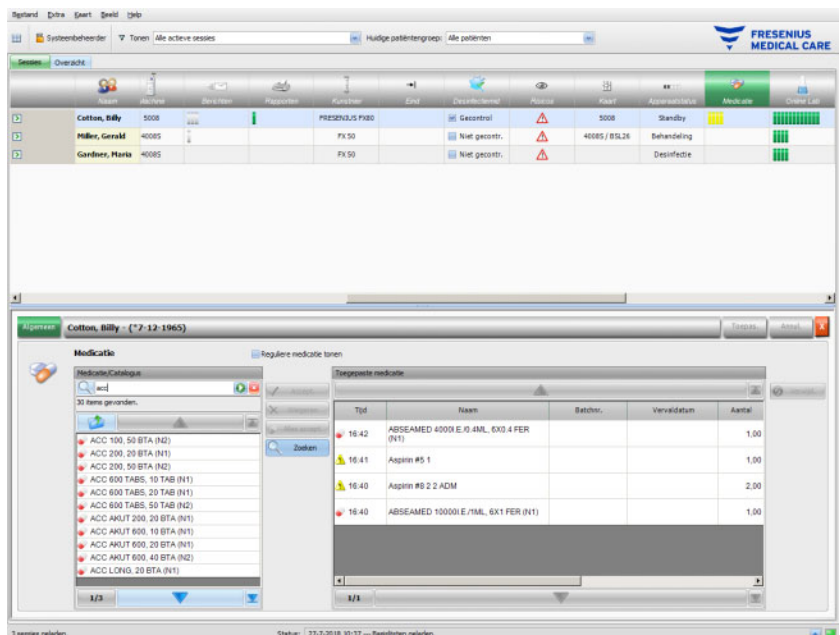 Bestand Extra Kaart Beeld Help
Systeembeheerder Tonen Alle actieve sessies Huidige patiëntengroep: Alle patiënten
FRESENIUS
MEDICAL CARE
Sessies Overzicht
Naam Machine Berichten Rapporten Kunstnier Eind Kaart Apparaatstatus Medicatie Online Lab
Cotton, Billy 5008 FRESENIUS FX80 Gecontrol 5008 Standby
Miller, Gerald 4008S FX 50 Niet gecontr. 4008S / BSL26 Behandeling
Gardner, Maria 4008S FX 50 Niet gecontr. Desinfectie
Algemeen Cotton, Billy - (*7-12-1965) Toepas. Annul. X
Medicatie Reguliere medicatie tonen
Medicatie/Catalogus Toegepaste medicatie
acc
30 items gevonden.
Zoeken
Tijd Naam Batchnr. Vervaldatum Aantal
ACC 100, 50 BTA (N2)
ACC 200, 20 BTA (N1)
ACC 200, 50 BTA (N2)
ACC 600 TABS, 10 TAB (N1)
ACC 600 TABS, 20 TAB (N1)
ACC 600 TABS, 50 TAB (N2)
ACC AKUT 200, 20 BTA (N1)
ACC AKUT 600, 10 BTA (N1)
ACC AKUT 600, 20 BTA (N1)
ACC AKUT 600, 40 BTA (N2)
ACC LONG, 20 BTA (N1)
16:42 ABSEAMED 4000I.E./0.4ML, 6X0.4 FER (N1) 1,00
16:41 Aspirin #5 1 1,00
16:40 Aspirin #8 2 2 ADM 2,00
16:40 ABSEAMED 10000I.E./1ML, 6X1 FER (N1) 1,00
1/3 1/1
3 sessies geladen Status: 27-7-2018 10:37 --- Basislijsten geladen